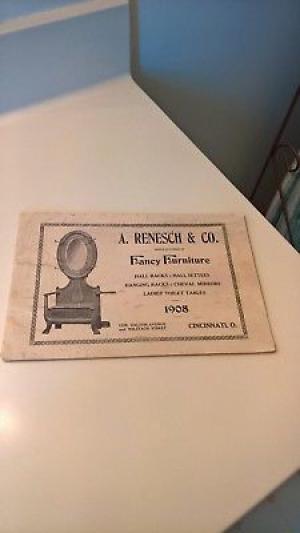 A. RENESCH & CO.
Fancy Furniture
HALL RACKS • HALL SETTEES
HANGING RACKS • CHEVAL MIRRORS
LADIES' TOILET TABLES
1908
CINCINNATI, O.